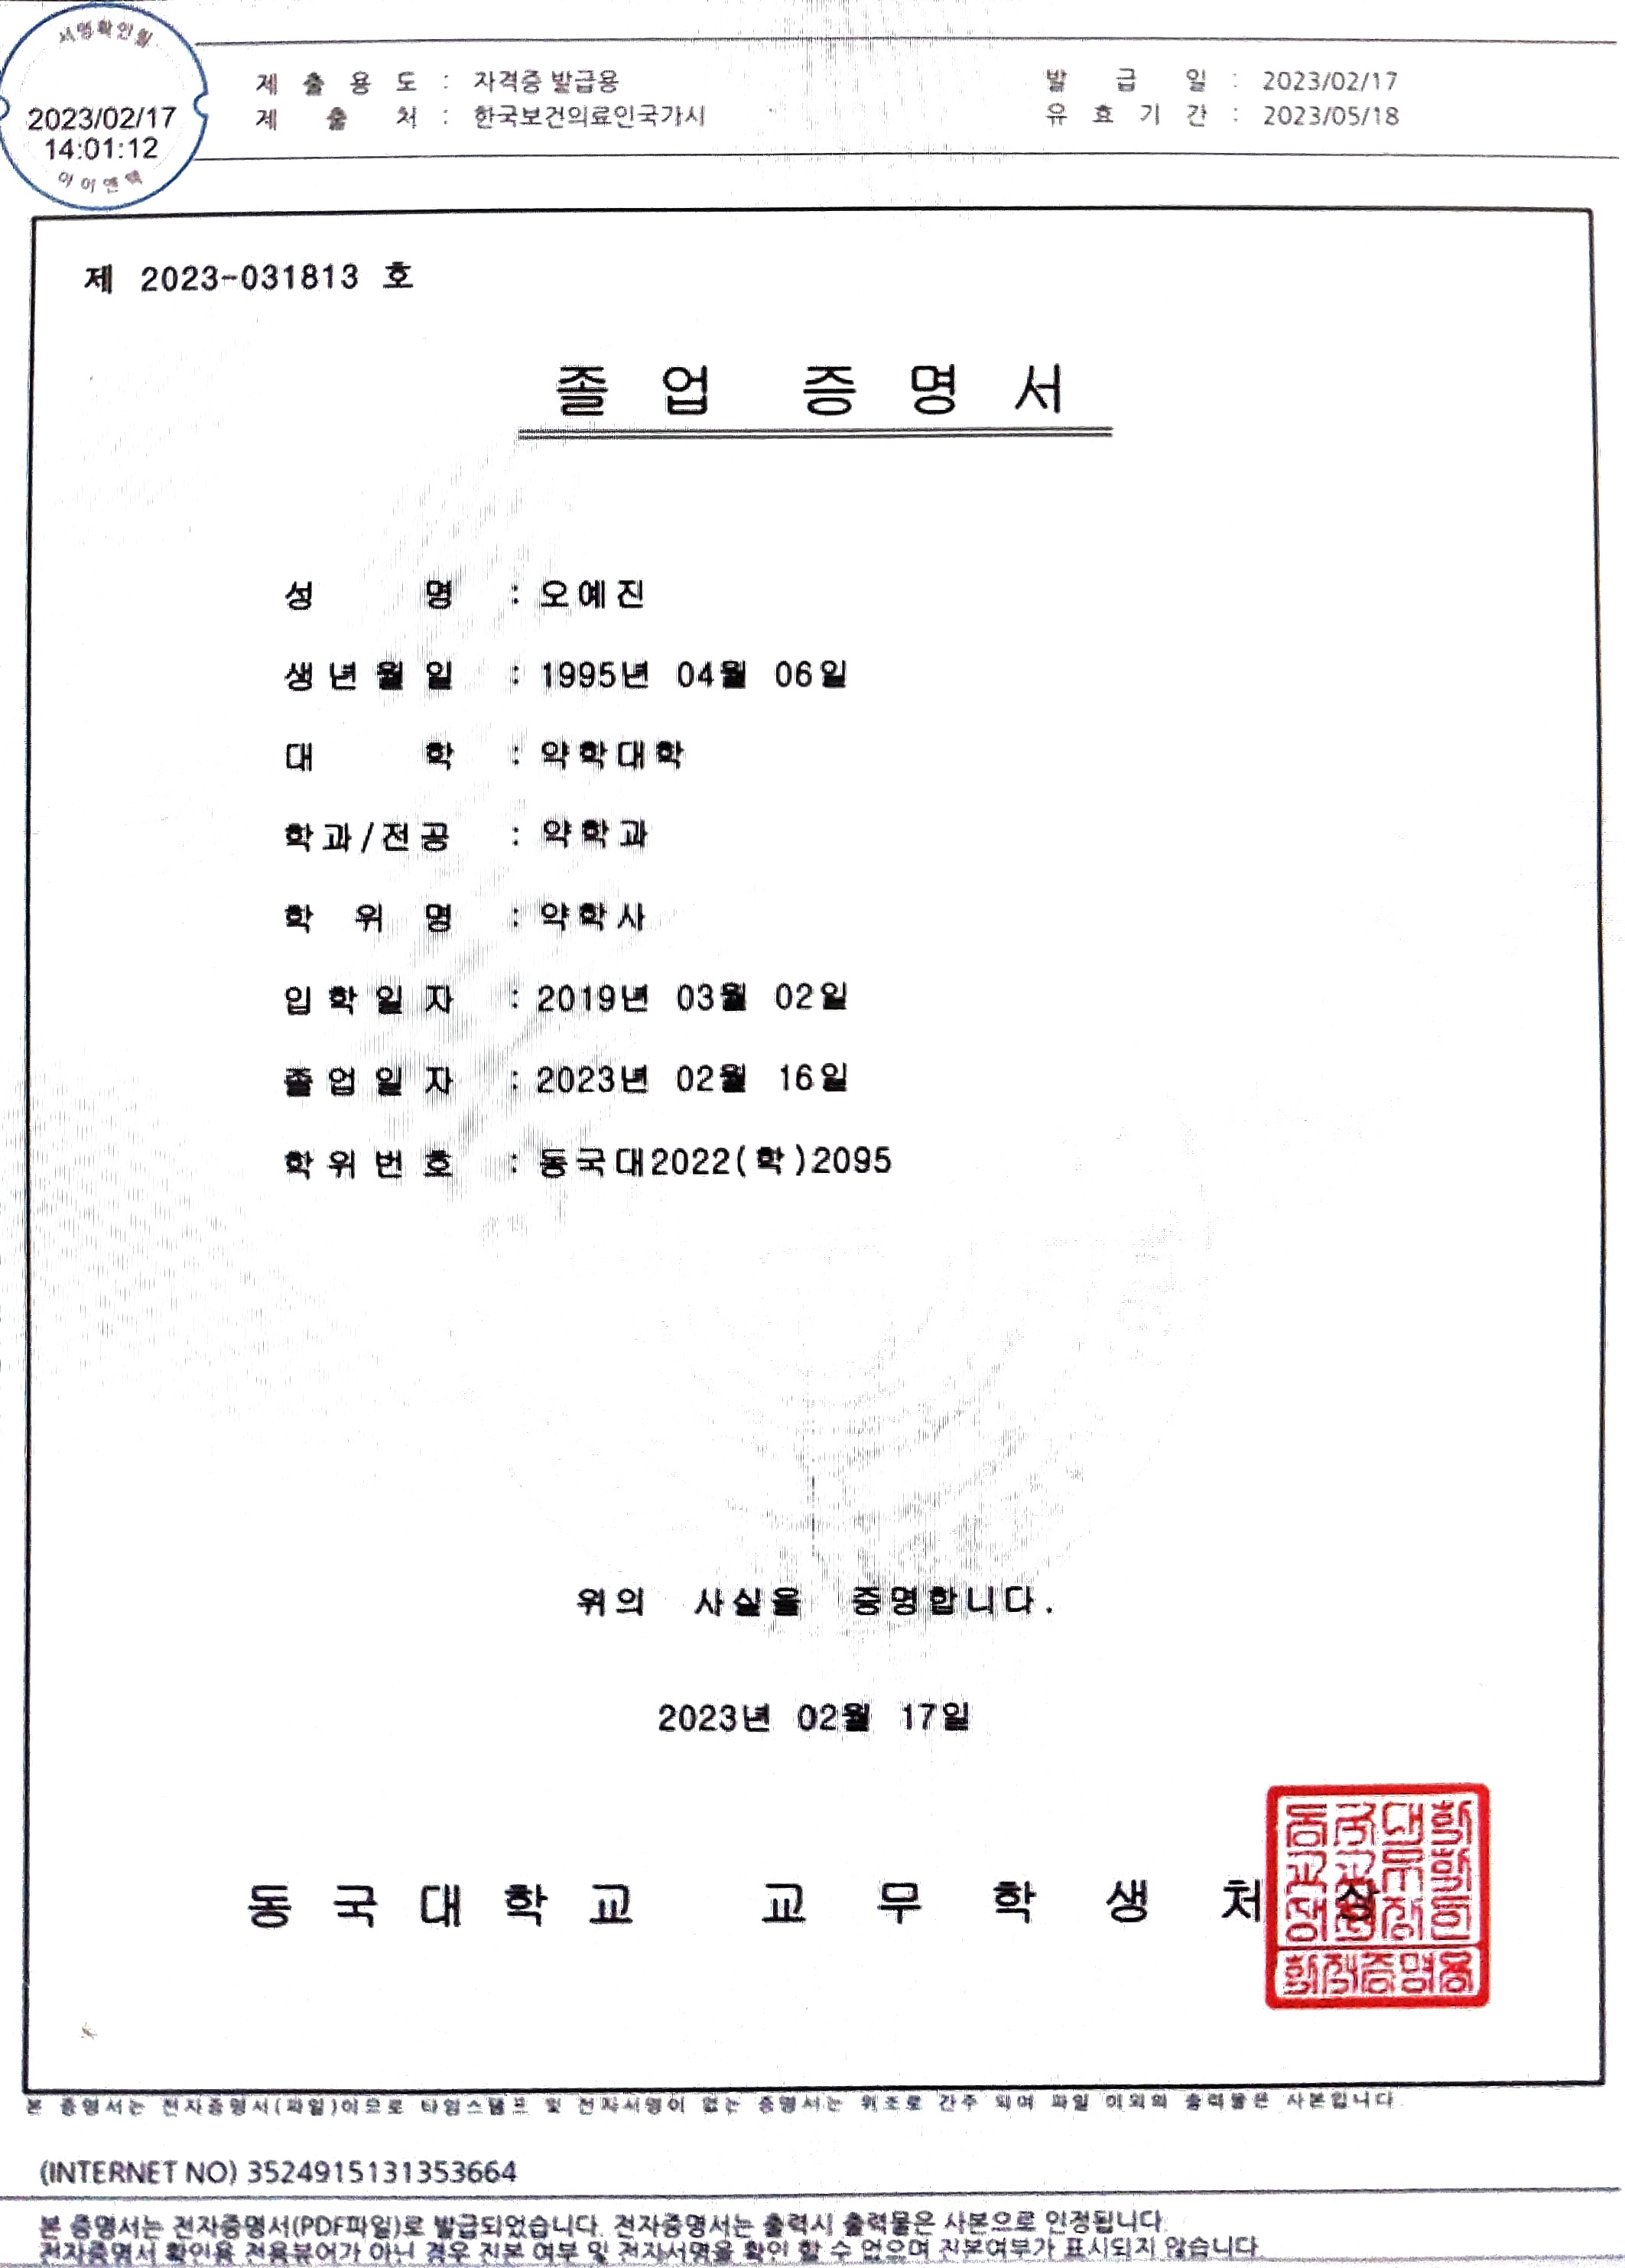 서명확인필
2023/02/17
14:01:12
아이앤텍
제 출 용 도 : 자격증 발급용
제 출 처 : 한국보건의료인국가시
발 급 일 : 2023/02/17
유 효 기 간 : 2023/05/18
제 2023-031813 호
졸 업 증 명 서
성 명 : 오예진
생년월일 : 1995년 04월 06일
대 학 : 약학대학
학과/전공 : 약학과
학 위 명 : 약학사
입학일자 : 2019년 03월 02일
졸업일자 : 2023년 02월 16일
학위번호 : 동국대2022(학)2095
위의 사실을 증명합니다.
2023년 02월 17일
동 국 대 학 교 교 무 학 생 처 장
학적증명용
본 증명서는 전자증명서(파일)이므로 타임스탬프 및 전자서명이 없는 증명서는 위조로 간주 되며 파일 이외의 출력물은 사본입니다.
(INTERNET NO) 3524915131353664
본 증명서는 전자증명서(PDF파일)로 발급되었습니다. 전자증명서는 출력시 출력물은 사본으로 인정됩니다.
전자증명서 확인용 전용뷰어가 아닌 경우 진본 여부 및 전자서명을 확인 할 수 없으며 진본여부가 표시되지 않습니다.